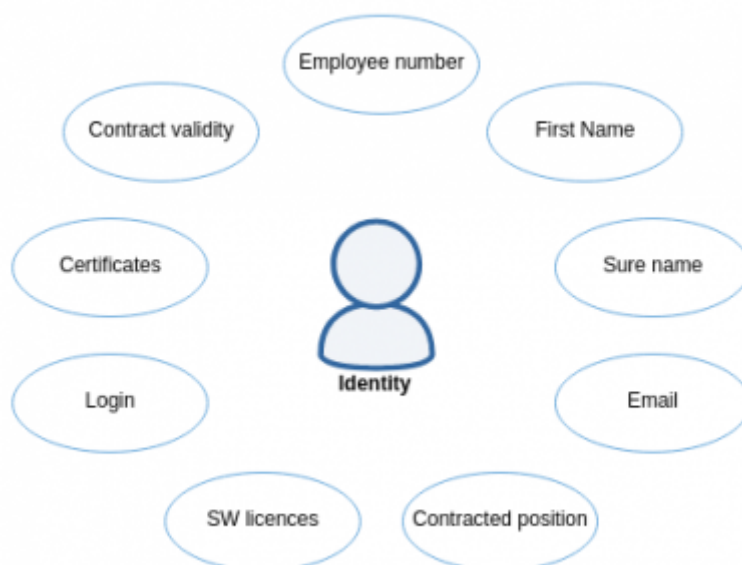 Employee number
Contract validity
First Name
Certificates
Sure name
Identity
Login
Email
SW licences
Contracted position